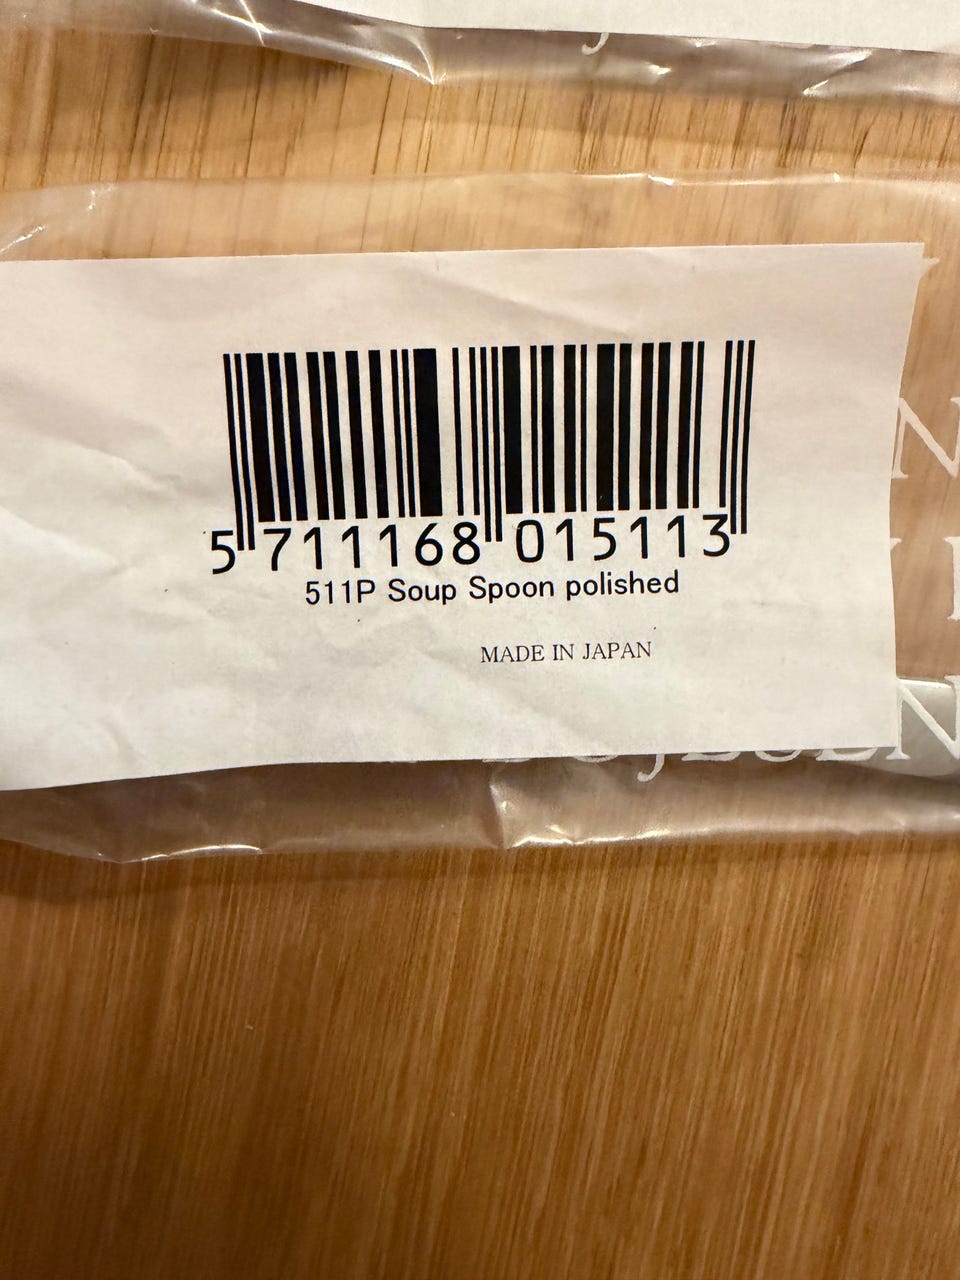 5 711168 015113
511P Soup Spoon polished
MADE IN JAPAN